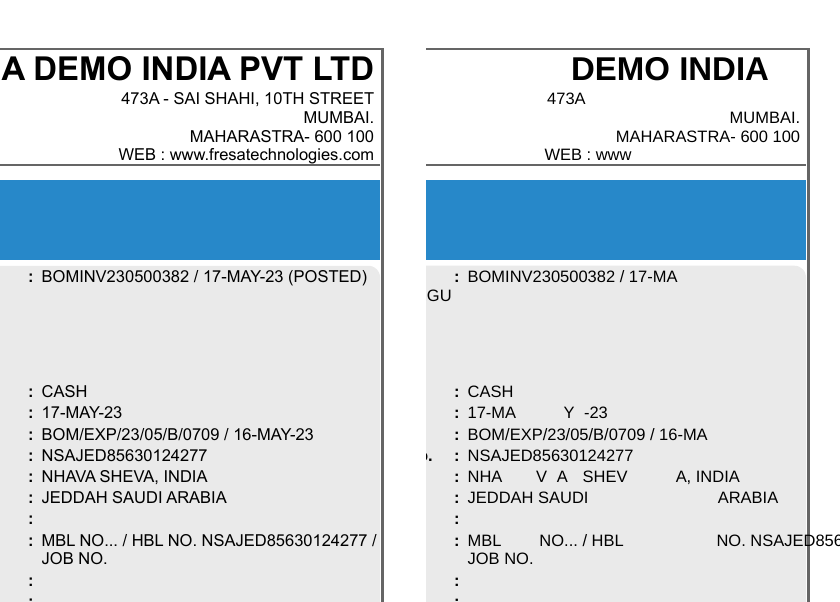 A DEMO INDIA PVT LTD
473A - SAI SHAHI, 10TH STREET
MUMBAI.
MAHARASTRA- 600 100
WEB : www.fresatechnologies.com
: BOMINV230500382 / 17-MAY-23 (POSTED)
: CASH
: 17-MAY-23
: BOM/EXP/23/05/B/0709 / 16-MAY-23
: NSAJED85630124277
: NHAVA SHEVA, INDIA
: JEDDAH SAUDI ARABIA
:
: MBL NO... / HBL NO. NSAJED85630124277 /
JOB NO.
:
:
DEMO INDIA
473A
MUMBAI.
MAHARASTRA- 600 100
WEB : www
: BOMINV230500382 / 17-MA
GU
: CASH
: 17-MA Y -23
: BOM/EXP/23/05/B/0709 / 16-MA
. : NSAJED85630124277
: NHA V A SHEV A, INDIA
: JEDDAH SAUDI ARABIA
:
: MBL NO... / HBL NO. NSAJED856
JOB NO.
:
: